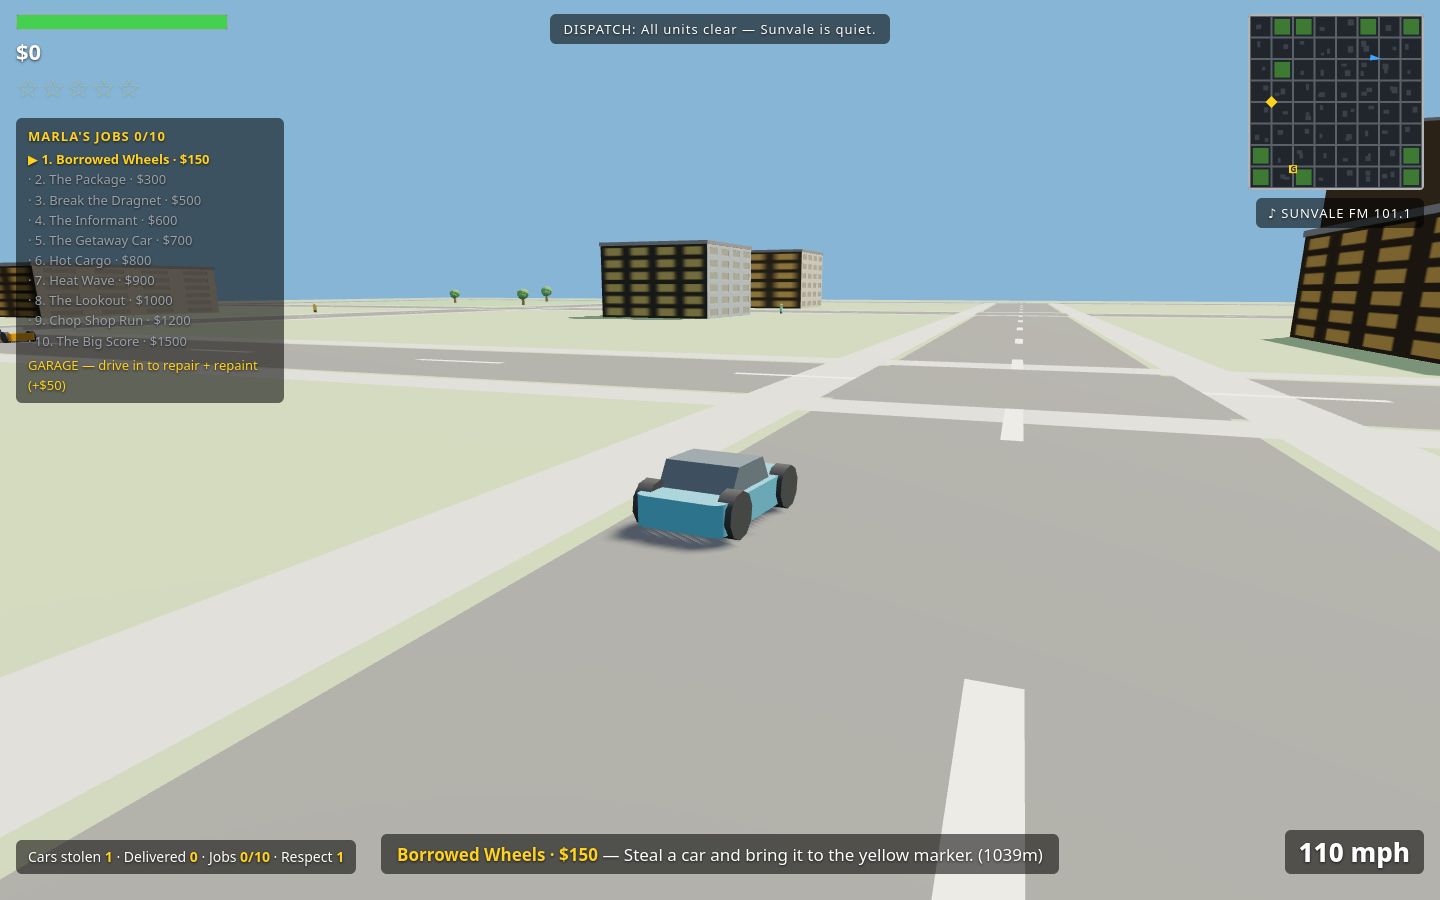 DISPATCH: All units clear — Sunvale is quiet.
$0
MARLA'S JOBS 0/10
▶ 1. Borrowed Wheels · $150
· 2. The Package · $300
· 3. Break the Dragnet · $500
· 4. The Informant · $600
· 5. The Getaway Car · $700
· 6. Hot Cargo · $800
· 7. Heat Wave · $900
· 8. The Lookout · $1000
· 9. Chop Shop Run · $1200
· 10. The Big Score · $1500
GARAGE — drive in to repair + repaint
(+$50)
G
♪ SUNVALE FM 101.1
Cars stolen 1 · Delivered 0 · Jobs 0/10 · Respect 1
Borrowed Wheels · $150 — Steal a car and bring it to the yellow marker. (1039m)
110 mph